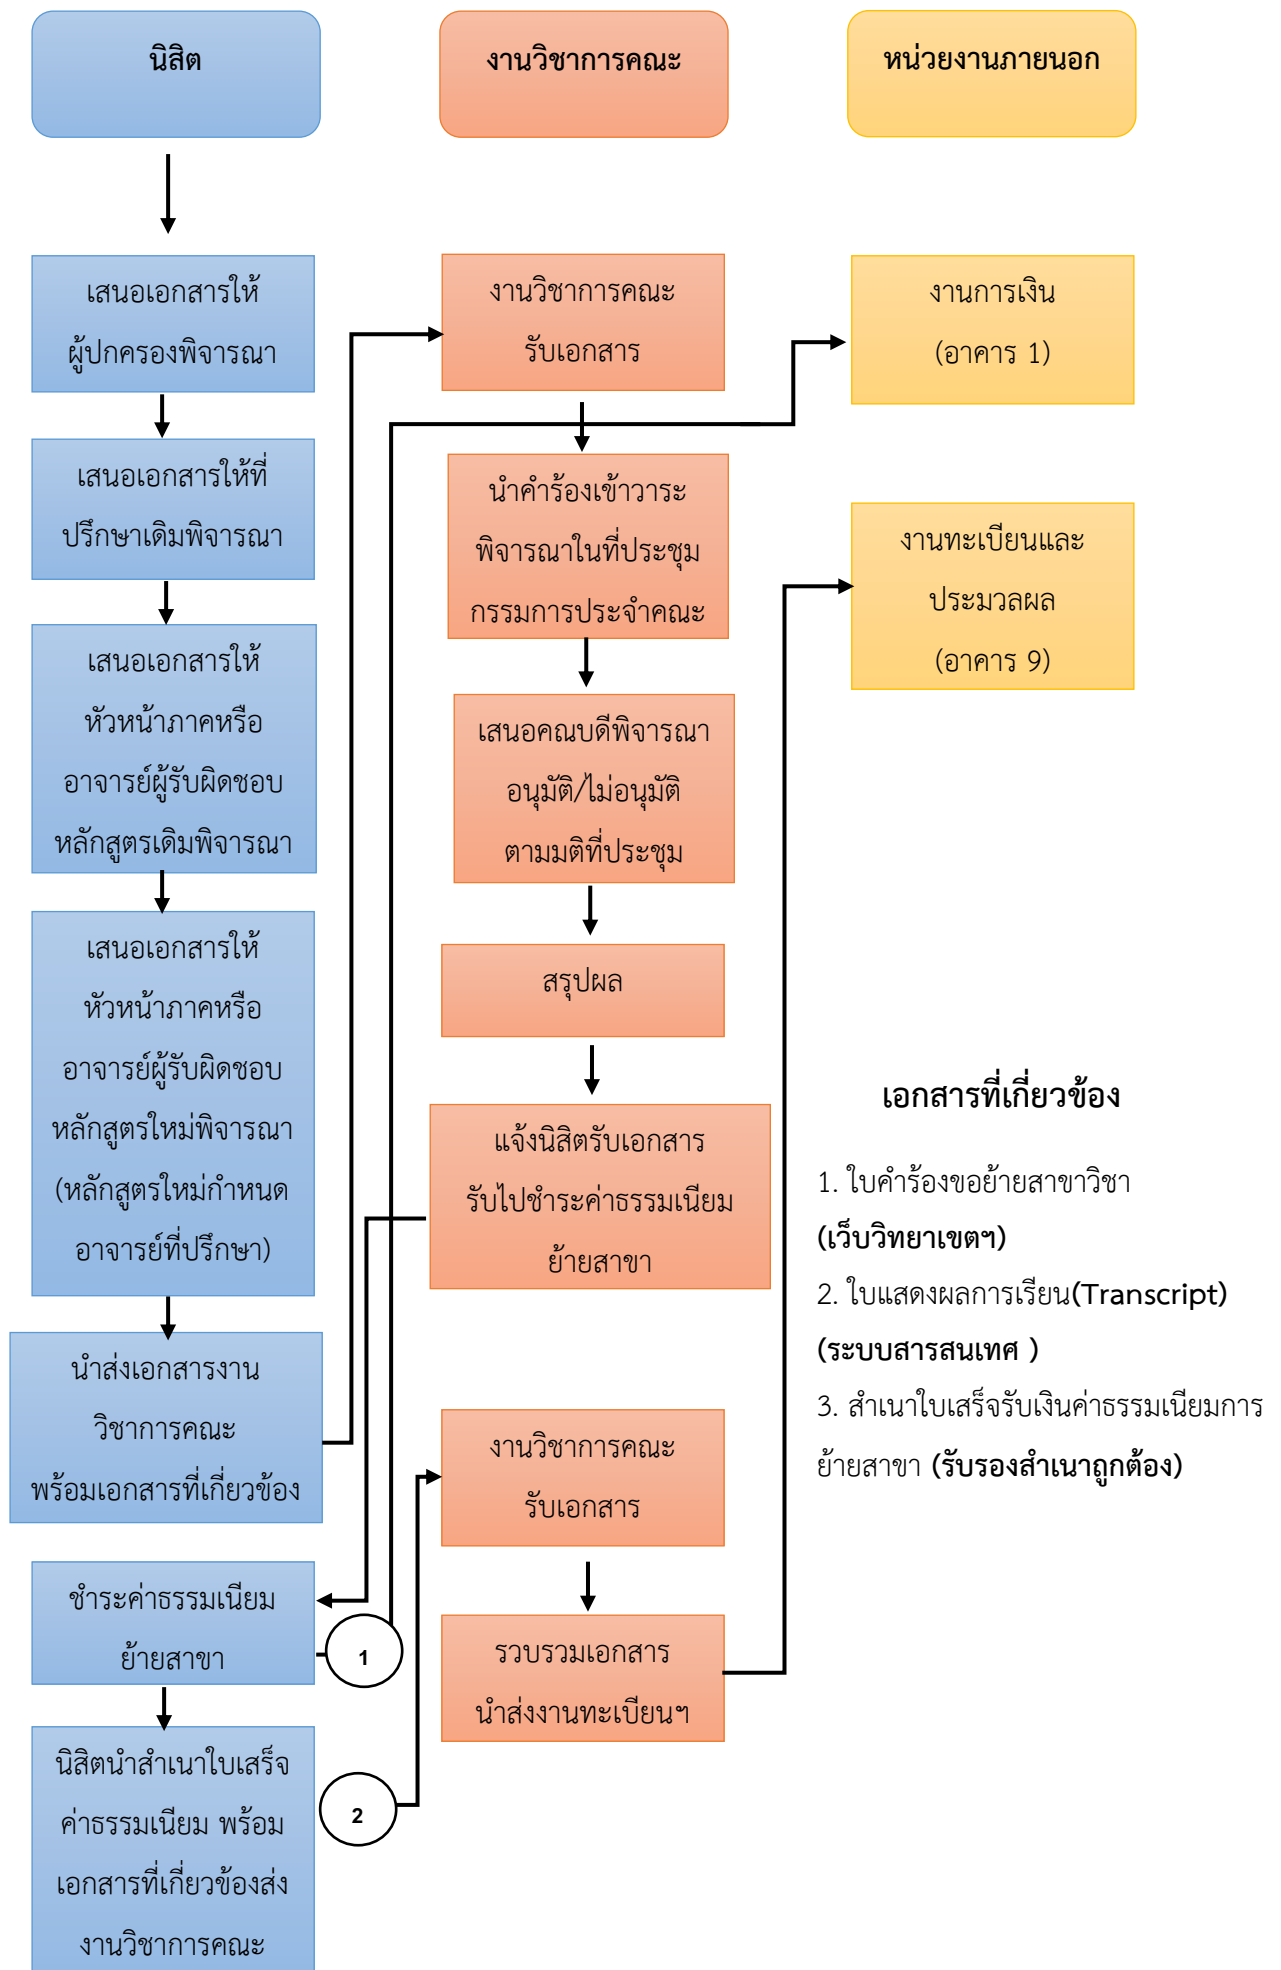 นิสิต
งานวิชาการคณะ
หน่วยงานภายนอก
เสนอเอกสารให้
ผู้ปกครองพิจารณา
เสนอเอกสารให้ที่
ปรึกษาเดิมพิจารณา
เสนอเอกสารให้
หัวหน้าภาคหรือ
อาจารย์ผู้รับผิดชอบ
หลักสูตรเดิมพิจารณา
เสนอเอกสารให้
หัวหน้าภาคหรือ
อาจารย์ผู้รับผิดชอบ
หลักสูตรใหม่พิจารณา
(หลักสูตรใหม่กำหนด
อาจารย์ที่ปรึกษา)
นำส่งเอกสารงาน
วิชาการคณะ
พร้อมเอกสารที่เกี่ยวข้อง
ชำระค่าธรรมเนียม
ย้ายสาขา
1
นิสิตนำสำเนาใบเสร็จ
ค่าธรรมเนียม พร้อม
เอกสารที่เกี่ยวข้องส่ง
งานวิชาการคณะ
2
งานวิชาการคณะ
รับเอกสาร
นำคำร้องเข้าวาระ
พิจารณาในที่ประชุม
กรรมการประจำคณะ
เสนอคณบดีพิจารณา
อนุมัติ/ไม่อนุมัติ
ตามมติที่ประชุม
สรุปผล
แจ้งนิสิตรับเอกสาร
รับไปชำระค่าธรรมเนียม
ย้ายสาขา
งานวิชาการคณะ
รับเอกสาร
รวบรวมเอกสาร
นำส่งงานทะเบียนฯ
งานการเงิน
(อาคาร 1)
งานทะเบียนและ
ประมวลผล
(อาคาร 9)
เอกสารที่เกี่ยวข้อง
1. ใบคำร้องขอย้ายสาขาวิชา
(เว็บวิทยาเขตฯ)
2. ใบแสดงผลการเรียน(Transcript)
(ระบบสารสนเทศ )
3. สำเนาใบเสร็จรับเงินค่าธรรมเนียมการ
ย้ายสาขา (รับรองสำเนาถูกต้อง)